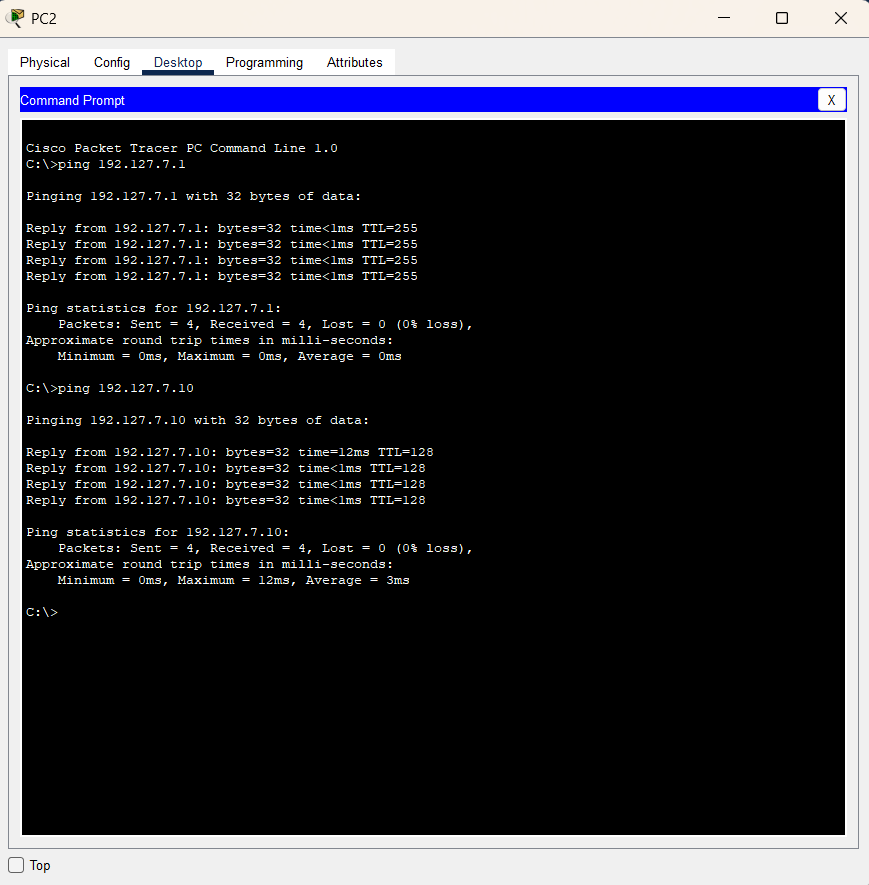 PC2
Physical Config Desktop Programming Attributes
Command Prompt X
Cisco Packet Tracer PC Command Line 1.0
C:\>ping 192.127.7.1
Pinging 192.127.7.1 with 32 bytes of data:
Reply from 192.127.7.1: bytes=32 time<1ms TTL=255
Reply from 192.127.7.1: bytes=32 time<1ms TTL=255
Reply from 192.127.7.1: bytes=32 time<1ms TTL=255
Reply from 192.127.7.1: bytes=32 time<1ms TTL=255
Ping statistics for 192.127.7.1:
    Packets: Sent = 4, Received = 4, Lost = 0 (0% loss),
Approximate round trip times in milli-seconds:
    Minimum = 0ms, Maximum = 0ms, Average = 0ms
C:\>ping 192.127.7.10
Pinging 192.127.7.10 with 32 bytes of data:
Reply from 192.127.7.10: bytes=32 time=12ms TTL=128
Reply from 192.127.7.10: bytes=32 time<1ms TTL=128
Reply from 192.127.7.10: bytes=32 time<1ms TTL=128
Reply from 192.127.7.10: bytes=32 time<1ms TTL=128
Ping statistics for 192.127.7.10:
    Packets: Sent = 4, Received = 4, Lost = 0 (0% loss),
Approximate round trip times in milli-seconds:
    Minimum = 0ms, Maximum = 12ms, Average = 3ms
C:\>
Top